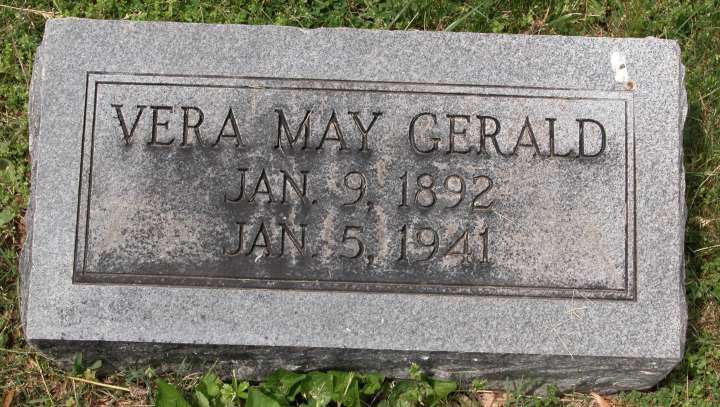 VERA MAY GERALD
JAN. 9, 1892
JAN. 5, 1941